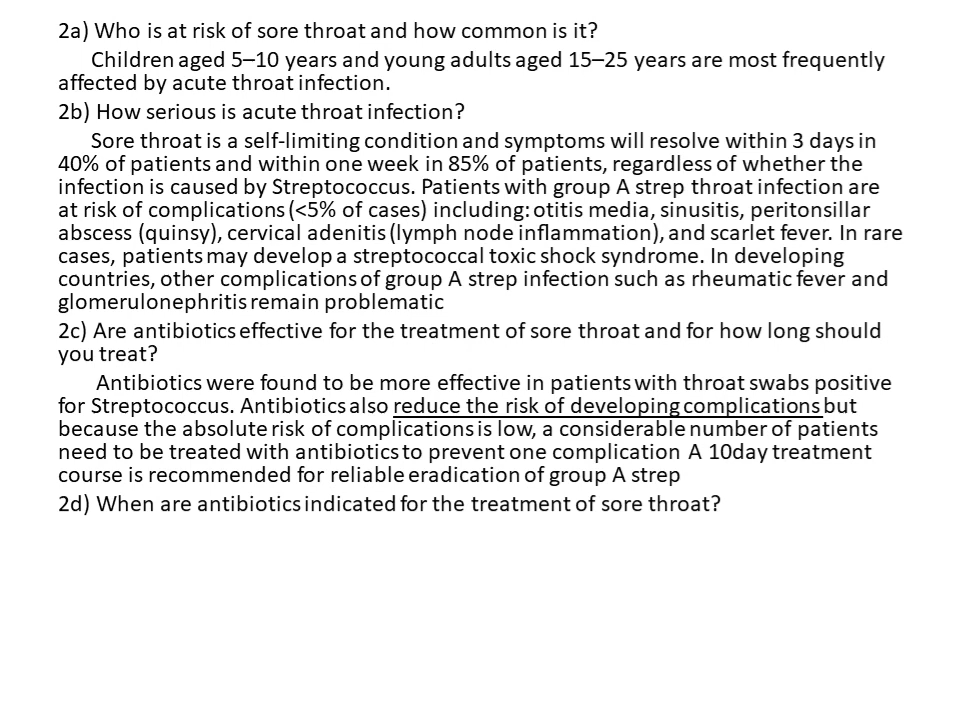 2a) Who is at risk of sore throat and how common is it?
Children aged 5–10 years and young adults aged 15–25 years are most frequently
affected by acute throat infection.
2b) How serious is acute throat infection?
Sore throat is a self-limiting condition and symptoms will resolve within 3 days in
40% of patients and within one week in 85% of patients, regardless of whether the
infection is caused by Streptococcus. Patients with group A strep throat infection are
at risk of complications (<5% of cases) including: otitis media, sinusitis, peritonsillar
abscess (quinsy), cervical adenitis (lymph node inflammation), and scarlet fever. In rare
cases, patients may develop a streptococcal toxic shock syndrome. In developing
countries, other complications of group A strep infection such as rheumatic fever and
glomerulonephritis remain problematic
2c) Are antibiotics effective for the treatment of sore throat and for how long should
you treat?
Antibiotics were found to be more effective in patients with throat swabs positive
for Streptococcus. Antibiotics also reduce the risk of developing complications but
because the absolute risk of complications is low, a considerable number of patients
need to be treated with antibiotics to prevent one complication A 10day treatment
course is recommended for reliable eradication of group A strep
2d) When are antibiotics indicated for the treatment of sore throat?